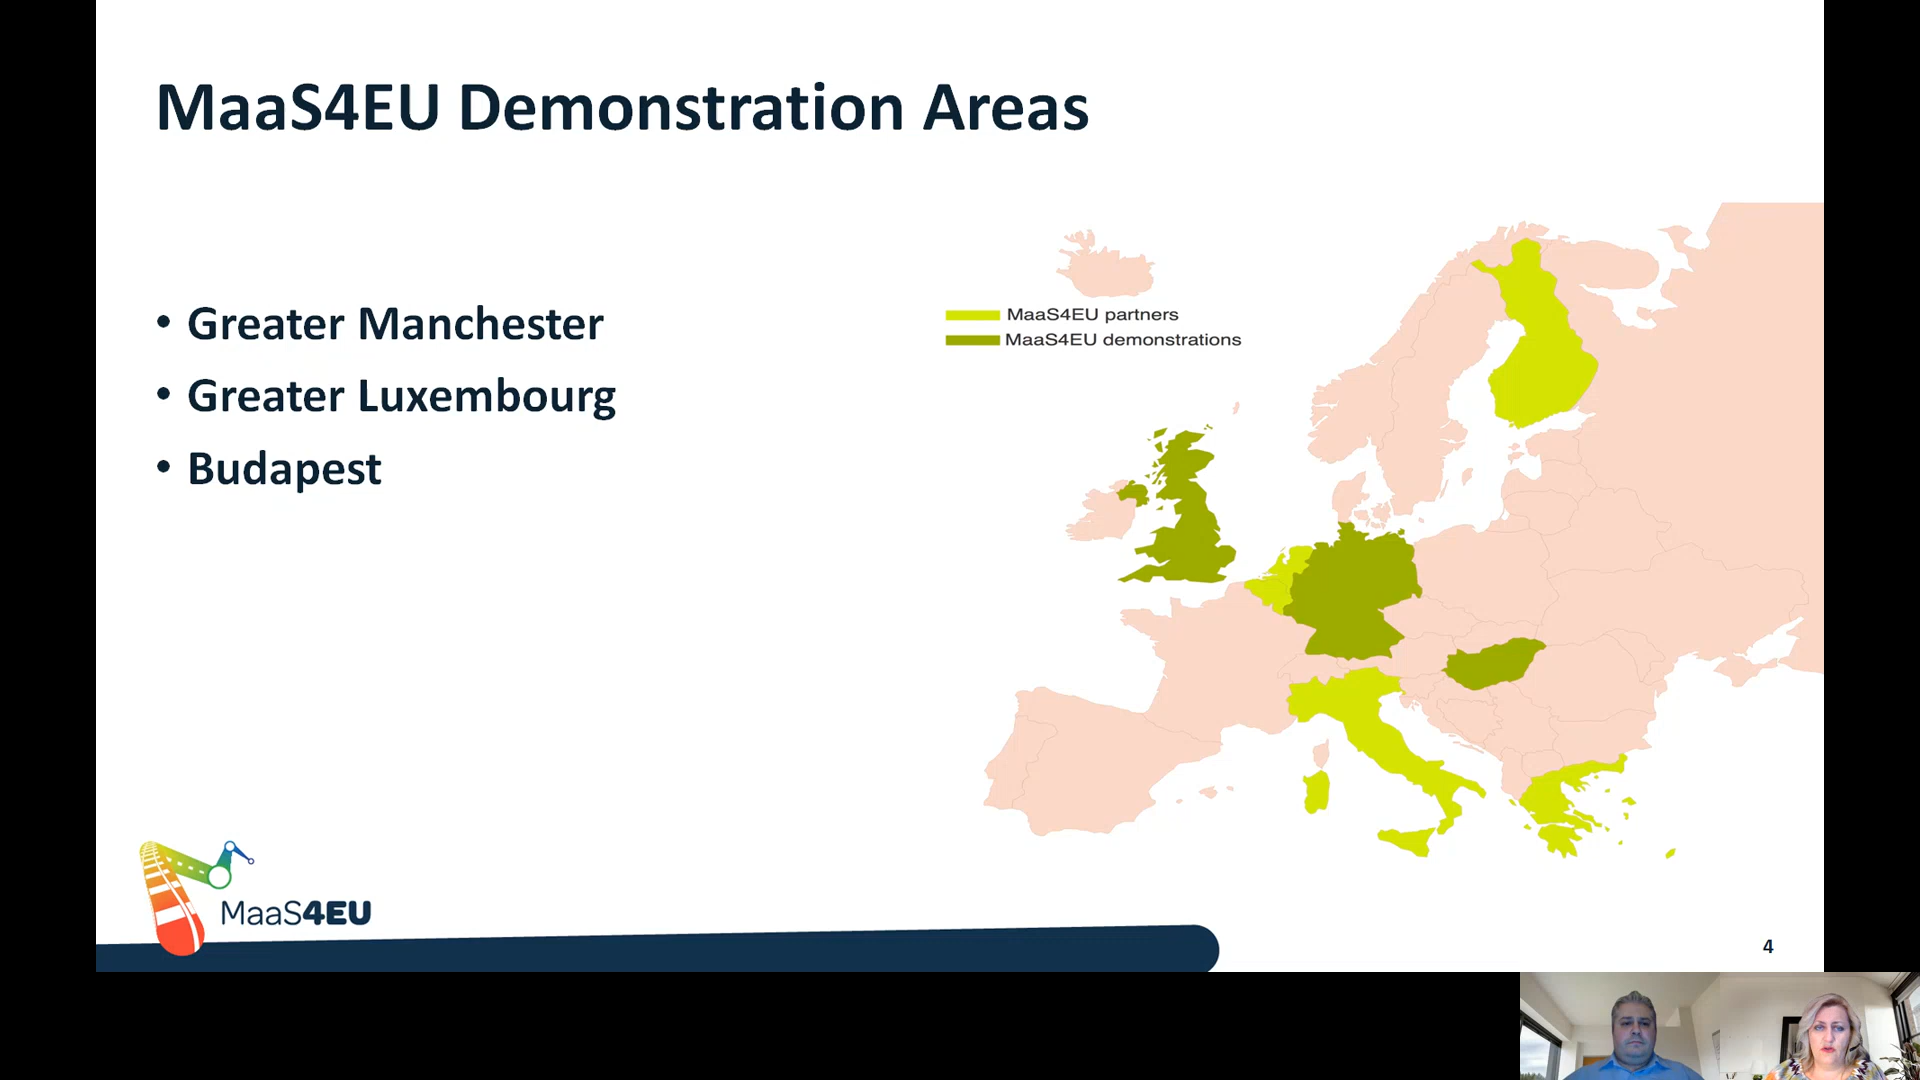 MaaS4EU Demonstration Areas
• Greater Manchester
• Greater Luxembourg
• Budapest
MaaS4EU partners
MaaS4EU demonstrations
MaaS4EU
4